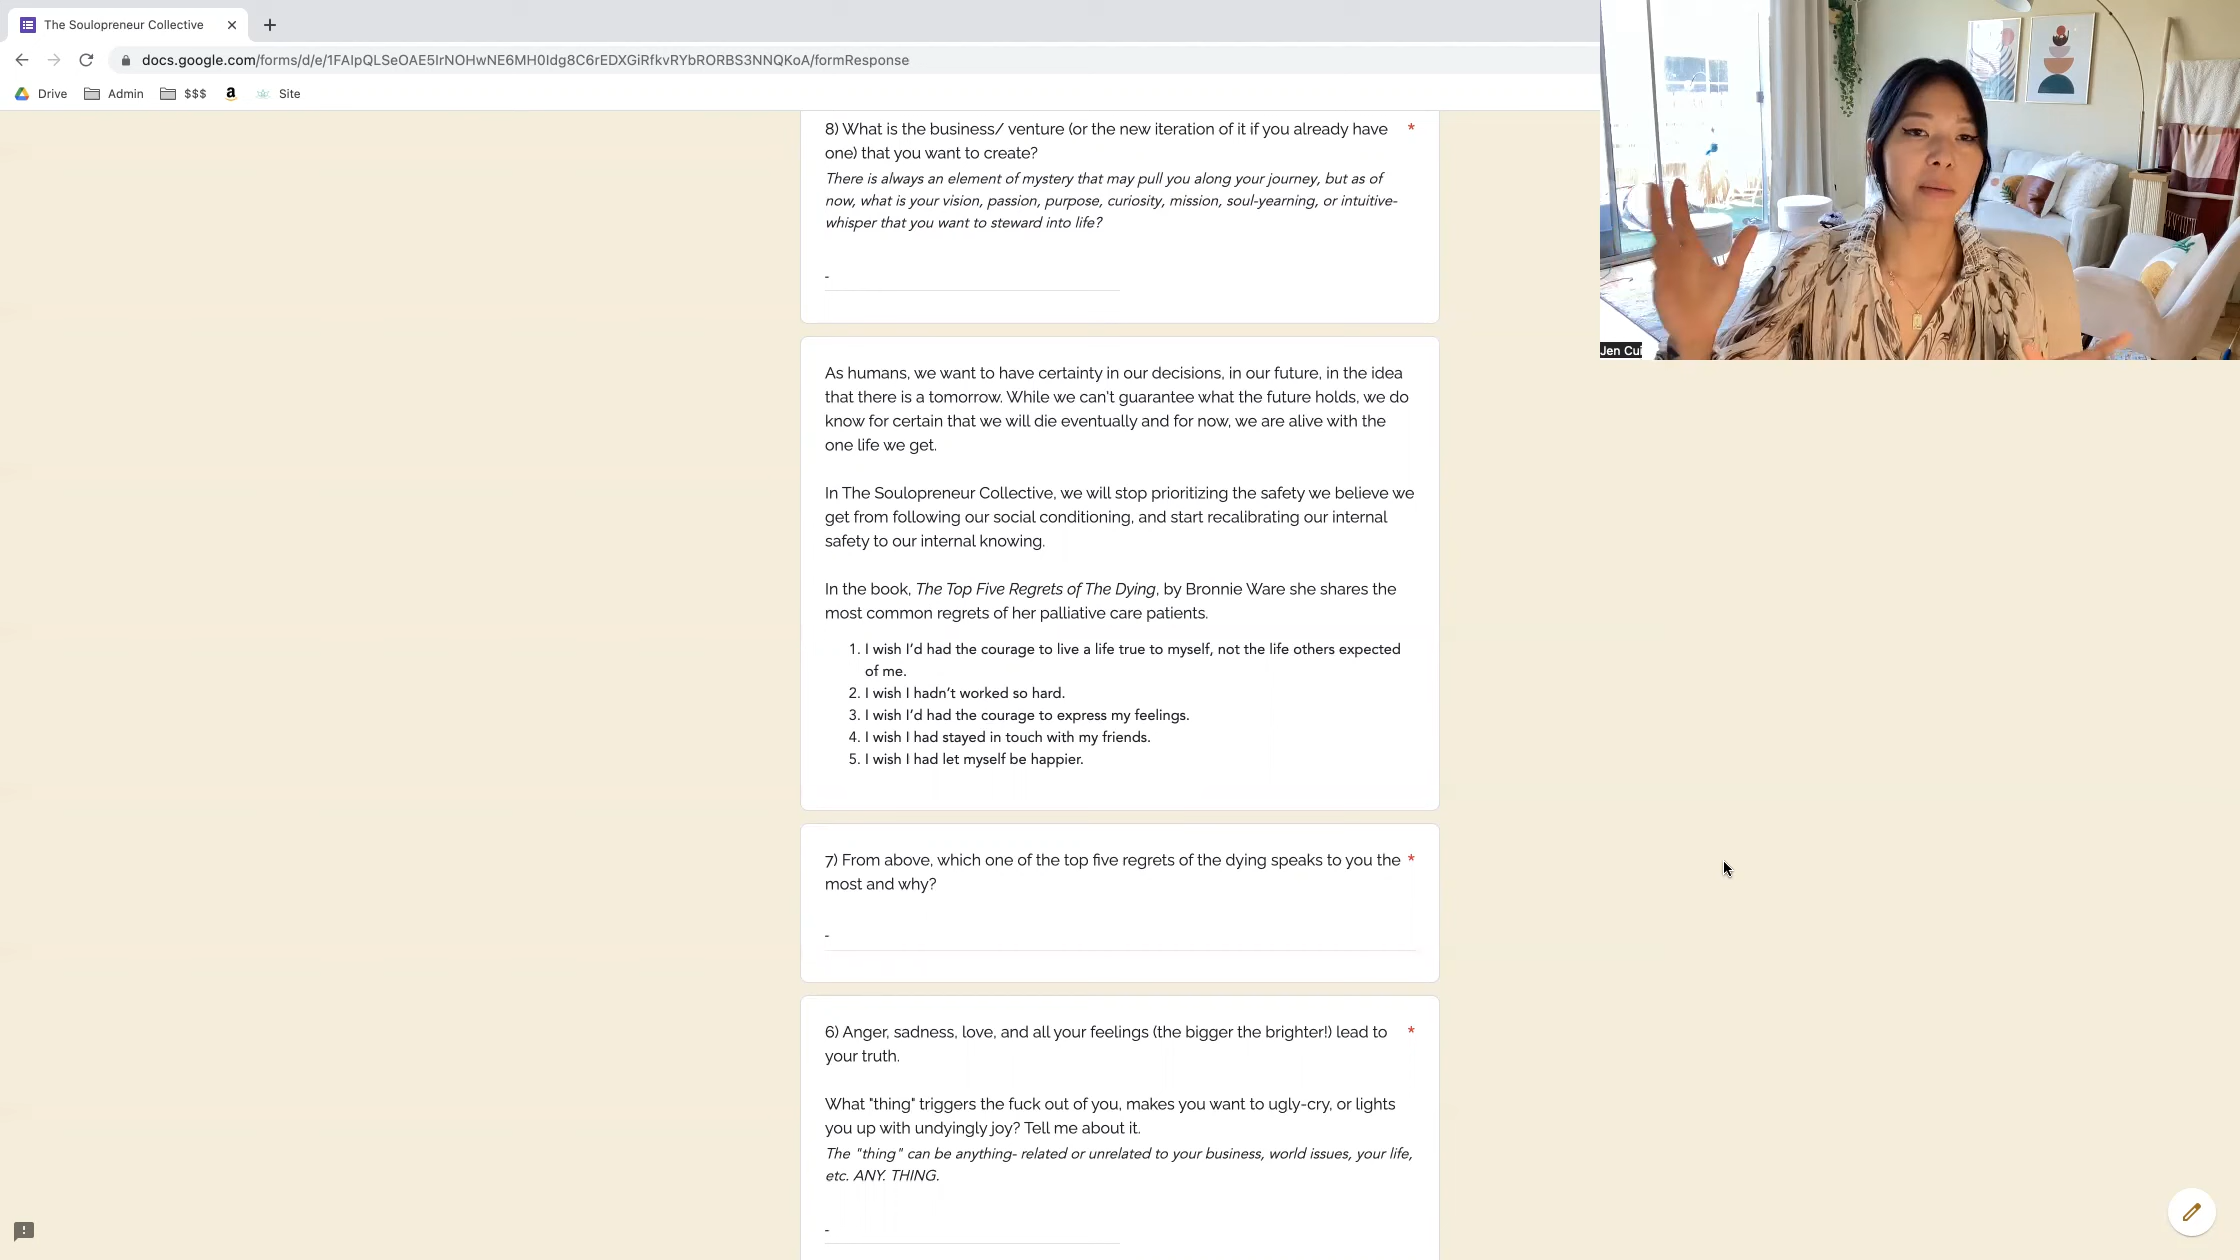 The Soulopreneur Collective
docs.google.com/forms/d/e/1FAIpQLSeOAE5IrNOHwNE6MH0Idg8C6rEDXGiRfkvRYbRORBS3NNQKoA/formResponse
Drive
Admin
$$$
Site
8) What is the business/ venture (or the new iteration of it if you already have *
one) that you want to create?
There is always an element of mystery that may pull you along your journey, but as of
now, what is your vision, passion, purpose, curiosity, mission, soul-yearning, or intuitive-
whisper that you want to steward into life?
-
Jen Cui
As humans, we want to have certainty in our decisions, in our future, in the idea
that there is a tomorrow. While we can't guarantee what the future holds, we do
know for certain that we will die eventually and for now, we are alive with the
one life we get.
In The Soulopreneur Collective, we will stop prioritizing the safety we believe we
get from following our social conditioning, and start recalibrating our internal
safety to our internal knowing.
In the book, The Top Five Regrets of The Dying, by Bronnie Ware she shares the
most common regrets of her palliative care patients.
1. I wish I'd had the courage to live a life true to myself, not the life others expected
of me.
2. I wish I hadn't worked so hard.
3. I wish I'd had the courage to express my feelings.
4. I wish I had stayed in touch with my friends.
5. I wish I had let myself be happier.
7) From above, which one of the top five regrets of the dying speaks to you the *
most and why?
-
6) Anger, sadness, love, and all your feelings (the bigger the brighter!) lead to *
your truth.
What "thing" triggers the fuck out of you, makes you want to ugly-cry, or lights
you up with undyingly joy? Tell me about it.
The "thing" can be anything- related or unrelated to your business, world issues, your life,
etc. ANY. THING.
-